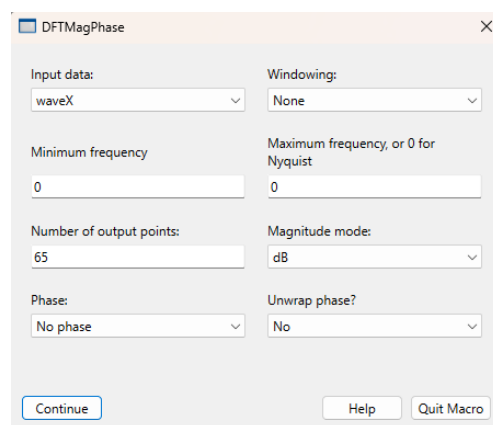 DFTMagPhase
Input data:
Windowing:
waveX
None
Minimum frequency
Maximum frequency, or 0 for
Nyquist
0
0
Number of output points:
Magnitude mode:
65
dB
Phase:
Unwrap phase?
No phase
No
Continue
Help
Quit Macro